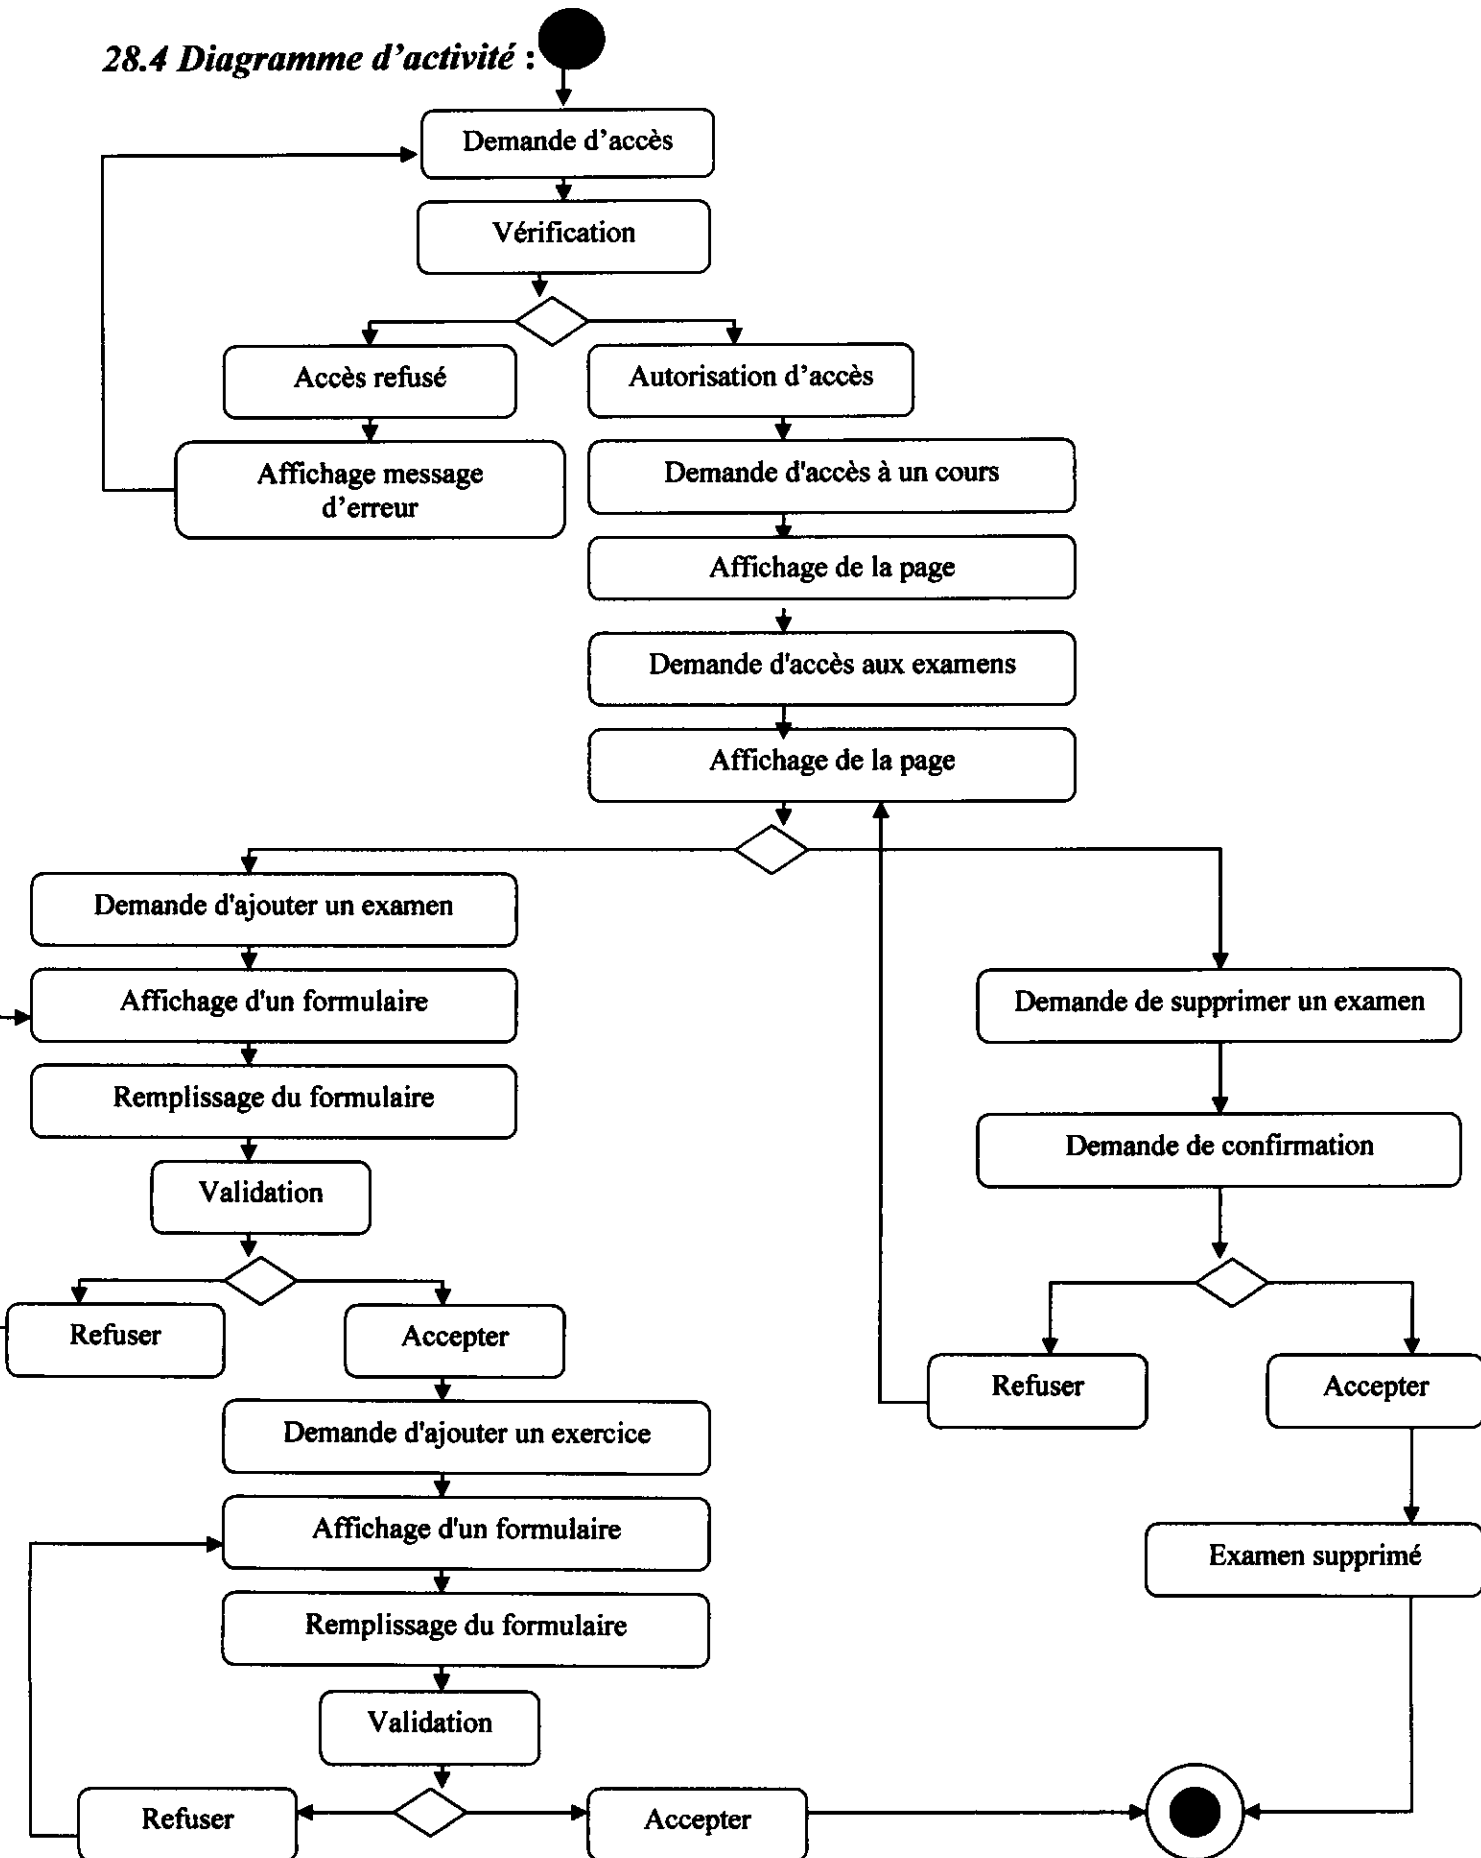 28.4 Diagramme d’activité :
Demande d’accès
Vérification
Accès refusé
Autorisation d’accès
Affichage message
d’erreur
Demande d'accès à un cours
Affichage de la page
Demande d'accès aux examens
Affichage de la page
Demande d'ajouter un examen
Affichage d'un formulaire
Demande de supprimer un examen
Remplissage du formulaire
Demande de confirmation
Validation
Refuser
Accepter
Refuser
Accepter
Demande d'ajouter un exercice
Affichage d'un formulaire
Examen supprimé
Remplissage du formulaire
Validation
Refuser
Accepter